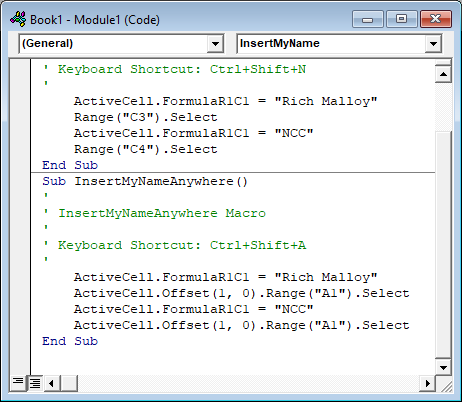 Book1 - Module1 (Code)
(General) InsertMyName
' Keyboard Shortcut: Ctrl+Shift+N
'
    ActiveCell.FormulaR1C1 = "Rich Malloy"
    Range("C3").Select
    ActiveCell.FormulaR1C1 = "NCC"
    Range("C4").Select
End Sub
Sub InsertMyNameAnywhere()
'
' InsertMyNameAnywhere Macro
'
' Keyboard Shortcut: Ctrl+Shift+A
'
    ActiveCell.FormulaR1C1 = "Rich Malloy"
    ActiveCell.Offset(1, 0).Range("A1").Select
    ActiveCell.FormulaR1C1 = "NCC"
    ActiveCell.Offset(1, 0).Range("A1").Select
End Sub